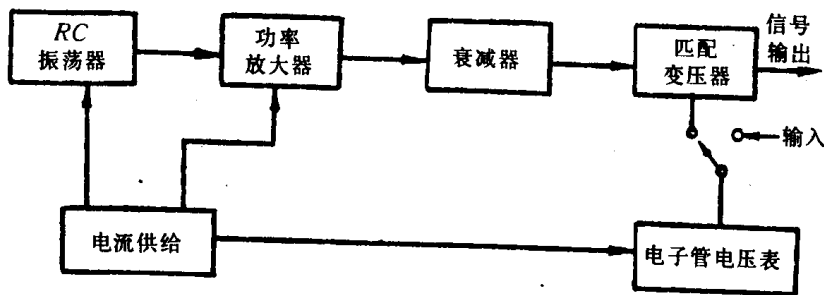 RC
振荡器
功率
放大器
衰减器
匹配
变压器
信号
输出
输入
电流供给
电子管电压表